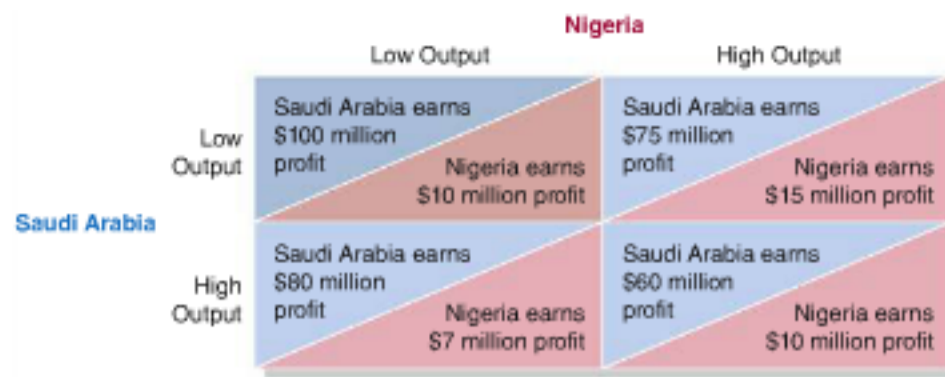 Nigeria
Low Output
High Output
Saudi Arabia
Low
Output
Saudi Arabia earns
$100 million
profit
Nigeria earns
$10 million profit
Saudi Arabia earns
$75 million
profit
Nigeria earns
$15 million profit
High
Output
Saudi Arabia earns
$80 million
profit
Nigeria earns
$7 million profit
Saudi Arabia earns
$60 million
profit
Nigeria earns
$10 million profit